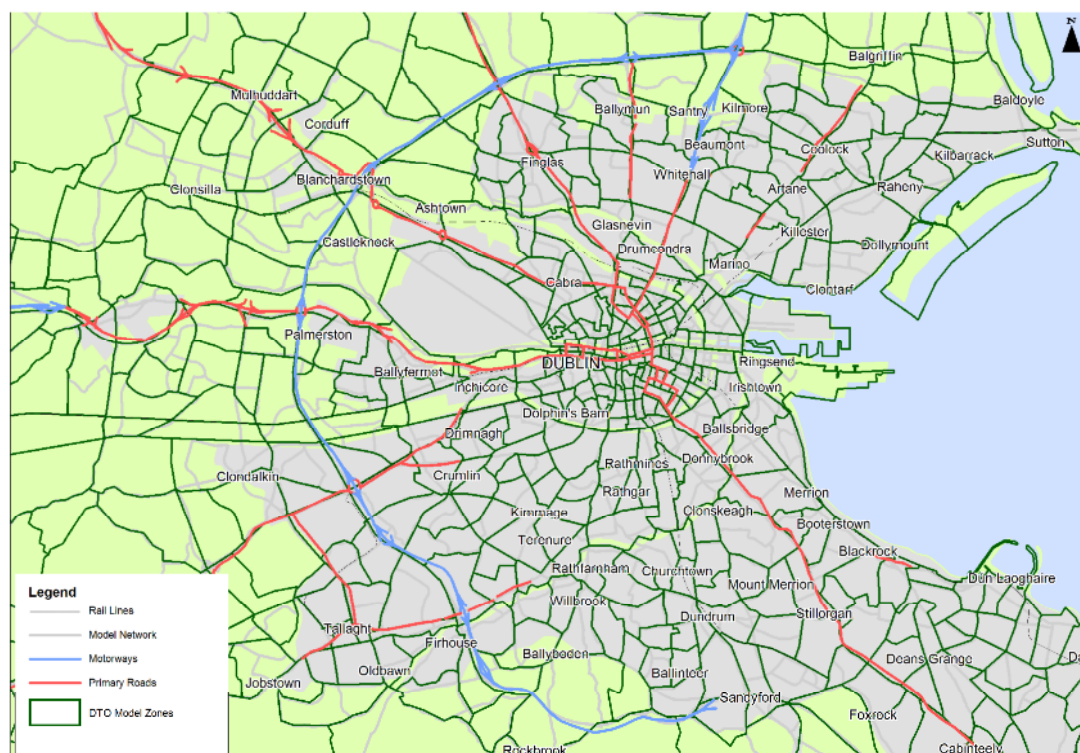 N
Balgriffin
Mulhuddart
Baldoyle
Ballymun
Santry
Kilmore
Corduff
Beaumont
Coolock
Sutton
Finglas
Kilbarrack
Blanchardstown
Whitehall
Clonsilla
Artane
Raheny
Ashtown
Glasnevin
Killester
Castleknock
Drumcondra
Dollymount
Marino
Cabra
Clontarf
Palmerston
DUBLIN
Ringsend
Ballyfermot
Inchicore
Irishtown
Dolphin's Barn
Ballsbridge
Drimnagh
Donnybrook
Clondalkin
Crumlin
Rathmines
Rathgar
Merrion
Kimmage
Clonskeagh
Booterstown
Terenure
Blackrock
Rathfarnham
Churchtown
Dun Laoghaire
Mount Merrion
Willbrook
Stillorgan
Dundrum
Tallaght
Firhouse
Ballyboden
Deans Grange
Da
Oldbawn
Ballinteer
Jobstown
Sandyford
Foxrock
Rockbrook
Cabinteely
Legend
Rail Lines
Model Network
Motorways
Primary Roads
DTO Model Zones